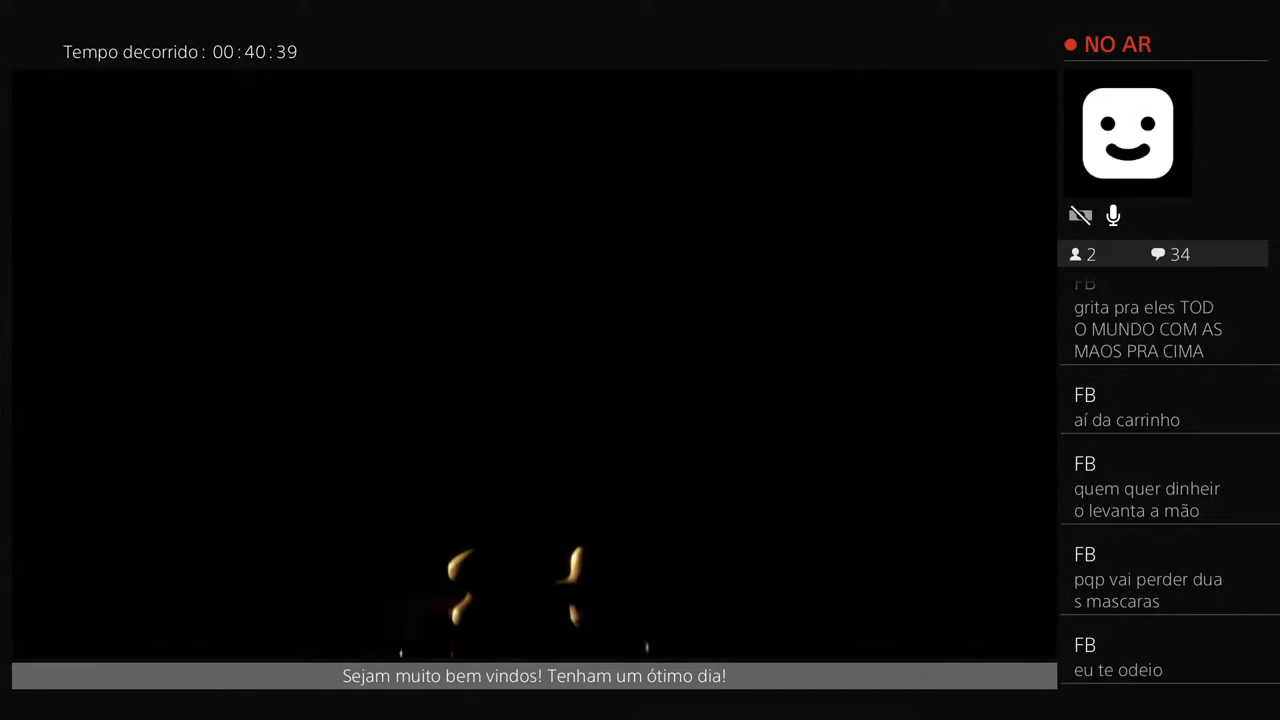 Tempo decorrido: 00:40:39
NO AR
2
34
FB
grita pra eles TOD
O MUNDO COM AS
MAOS PRA CIMA
FB
aí da carrinho
FB
quem quer dinheir
o levanta a mão
FB
pqp vai perder dua
s mascaras
FB
eu te odeio
Sejam muito bem vindos! Tenham um ótimo dia!